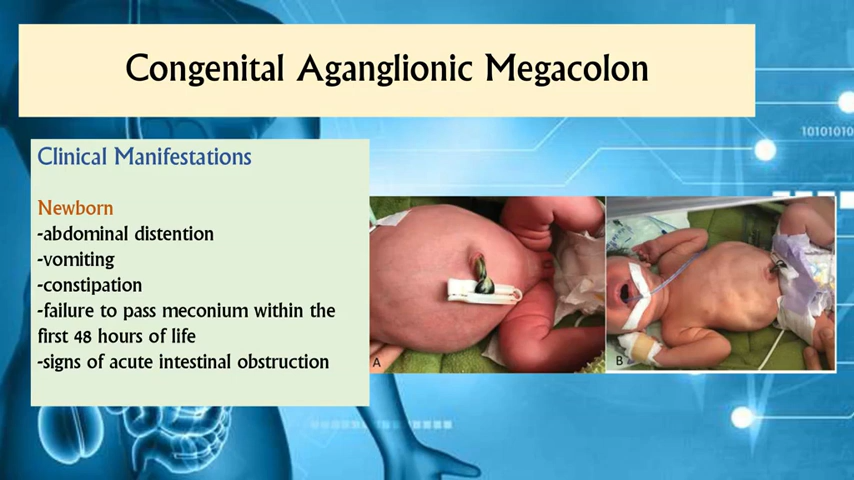 Congenital Aganglionic Megacolon
Clinical Manifestations
Newborn
-abdominal distention
-vomiting
-constipation
-failure to pass meconium within the
first 48 hours of life
-signs of acute intestinal obstruction
A
B
10101010